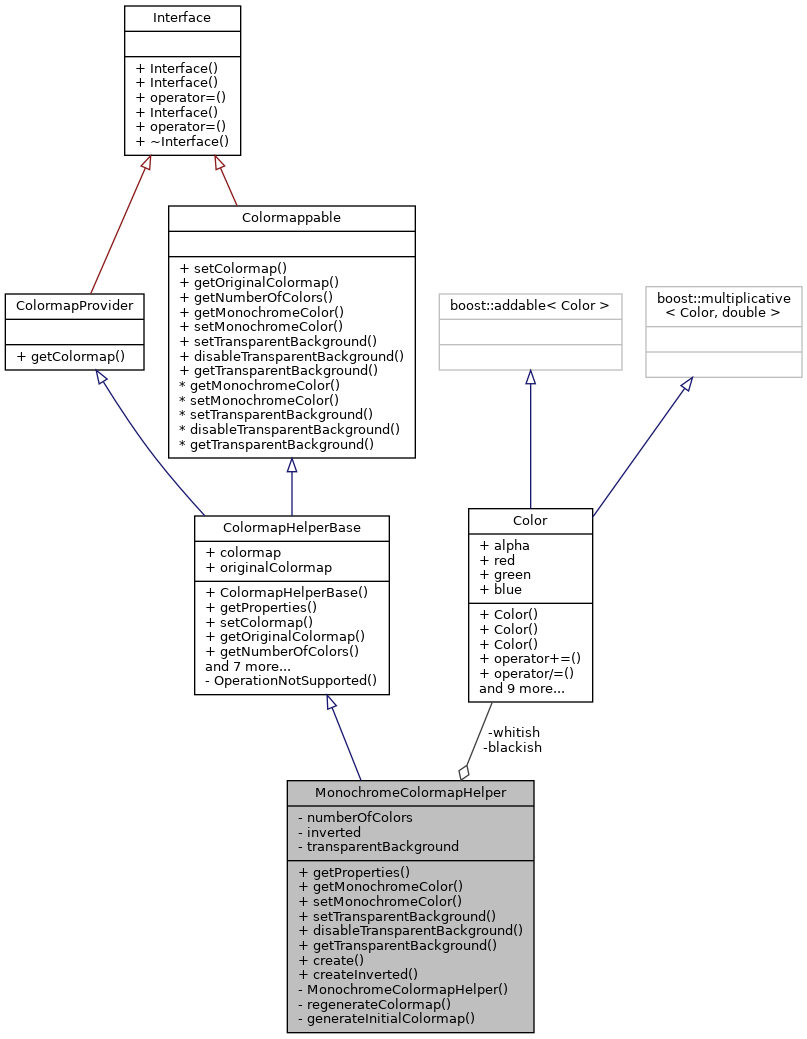 Interface
+ Interface()
+ Interface()
+ operator=()
+ Interface()
+ operator=()
+ ~Interface()
Colormappable
+ setColormap()
+ getOriginalColormap()
+ getNumberOfColors()
+ getMonochromeColor()
+ setMonochromeColor()
+ setTransparentBackground()
+ disableTransparentBackground()
+ getTransparentBackground()
* getMonochromeColor()
* setMonochromeColor()
* setTransparentBackground()
* disableTransparentBackground()
* getTransparentBackground()
ColormapProvider
+ getColormap()
boost::addable< Color >
boost::multiplicative
< Color, double >
ColormapHelperBase
+ colormap
+ originalColormap
+ ColormapHelperBase()
+ getProperties()
+ setColormap()
+ getOriginalColormap()
+ getNumberOfColors()
and 7 more...
- OperationNotSupported()
Color
+ alpha
+ red
+ green
+ blue
+ Color()
+ Color()
+ Color()
+ operator+=()
+ operator/=()
and 9 more...
-whitish
-blackish
MonochromeColormapHelper
- numberOfColors
- inverted
- transparentBackground
+ getProperties()
+ getMonochromeColor()
+ setMonochromeColor()
+ setTransparentBackground()
+ disableTransparentBackground()
+ getTransparentBackground()
+ create()
+ createInverted()
- MonochromeColormapHelper()
- regenerateColormap()
- generateInitialColormap()